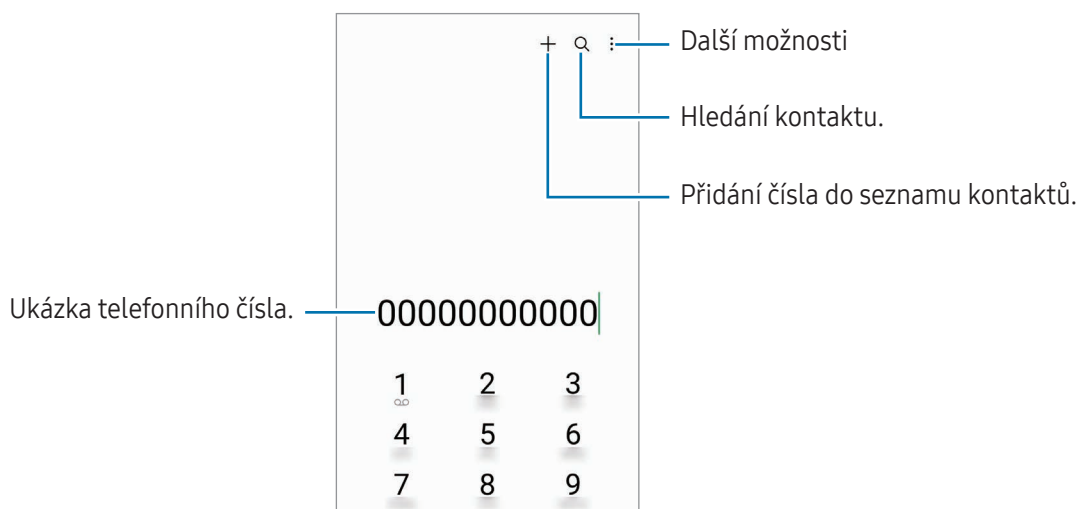 Další možnosti
Hledání kontaktu.
Přidání čísla do seznamu kontaktů.
Ukázka telefonního čísla.
00000000000
1 2 3
4 5 6
7 8 9